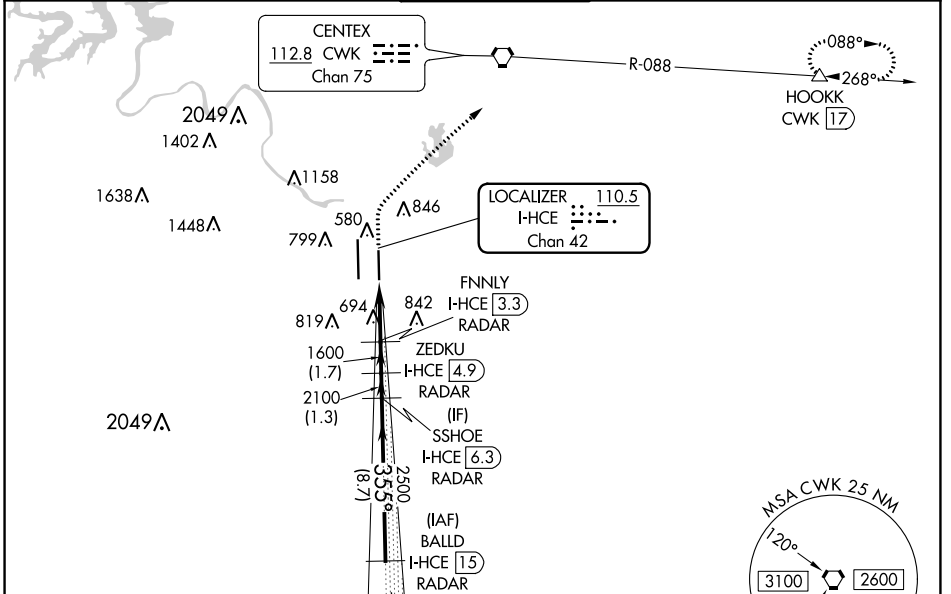 CENTEX
112.8 CWK
Chan 75
R-088
088°
268°
HOOKK
CWK 17
2049
1402
1158
1638
1448
846
580
799
LOCALIZER 110.5
I-HCE
Chan 42
FNNLY
I-HCE 3.3
RADAR
694
842
819
1600
(1.7)
ZEDKU
I-HCE 4.9
RADAR
2100
(1.3)
(IF)
SSHOE
I-HCE 6.3
RADAR
2049
2500
355°
(8.7)
(IAF)
BALLD
I-HCE 15
RADAR
MSA CWK 25 NM
120°
3100
2600